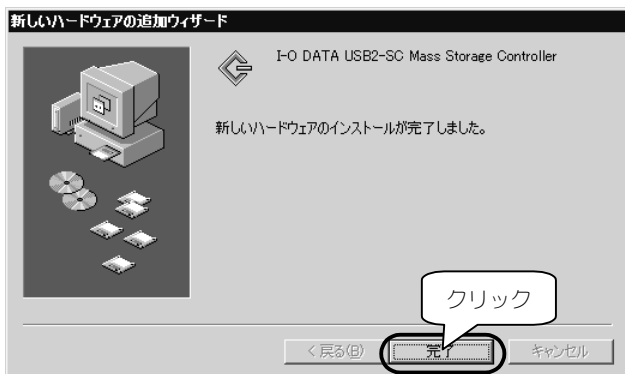 新しいハードウェアの追加ウィザード
I-O DATA USB2-SC Mass Storage Controller
新しいハードウェアのインストールが完了しました。
クリック
< 戻る(B)
完了
キャンセル